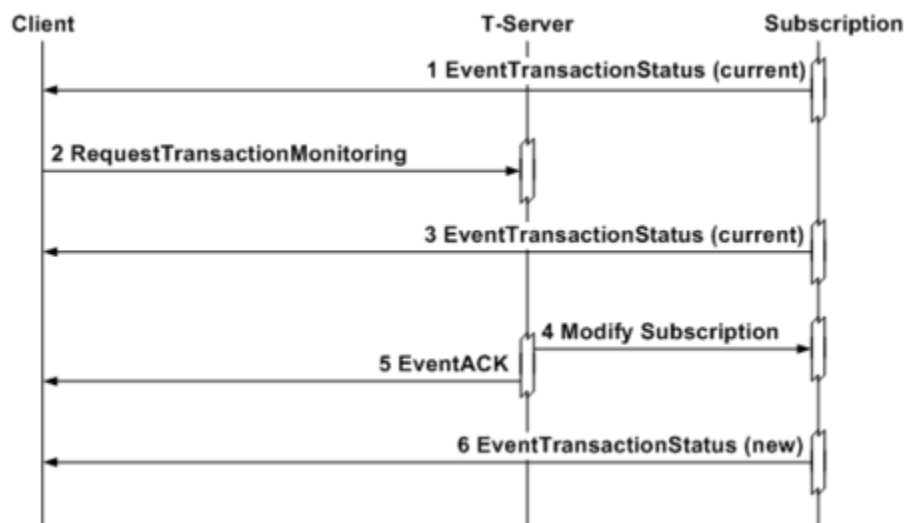 Client T-Server Subscription
1 EventTransactionStatus (current)
2 RequestTransactionMonitoring
3 EventTransactionStatus (current)
4 Modify Subscription
5 EventACK
6 EventTransactionStatus (new)